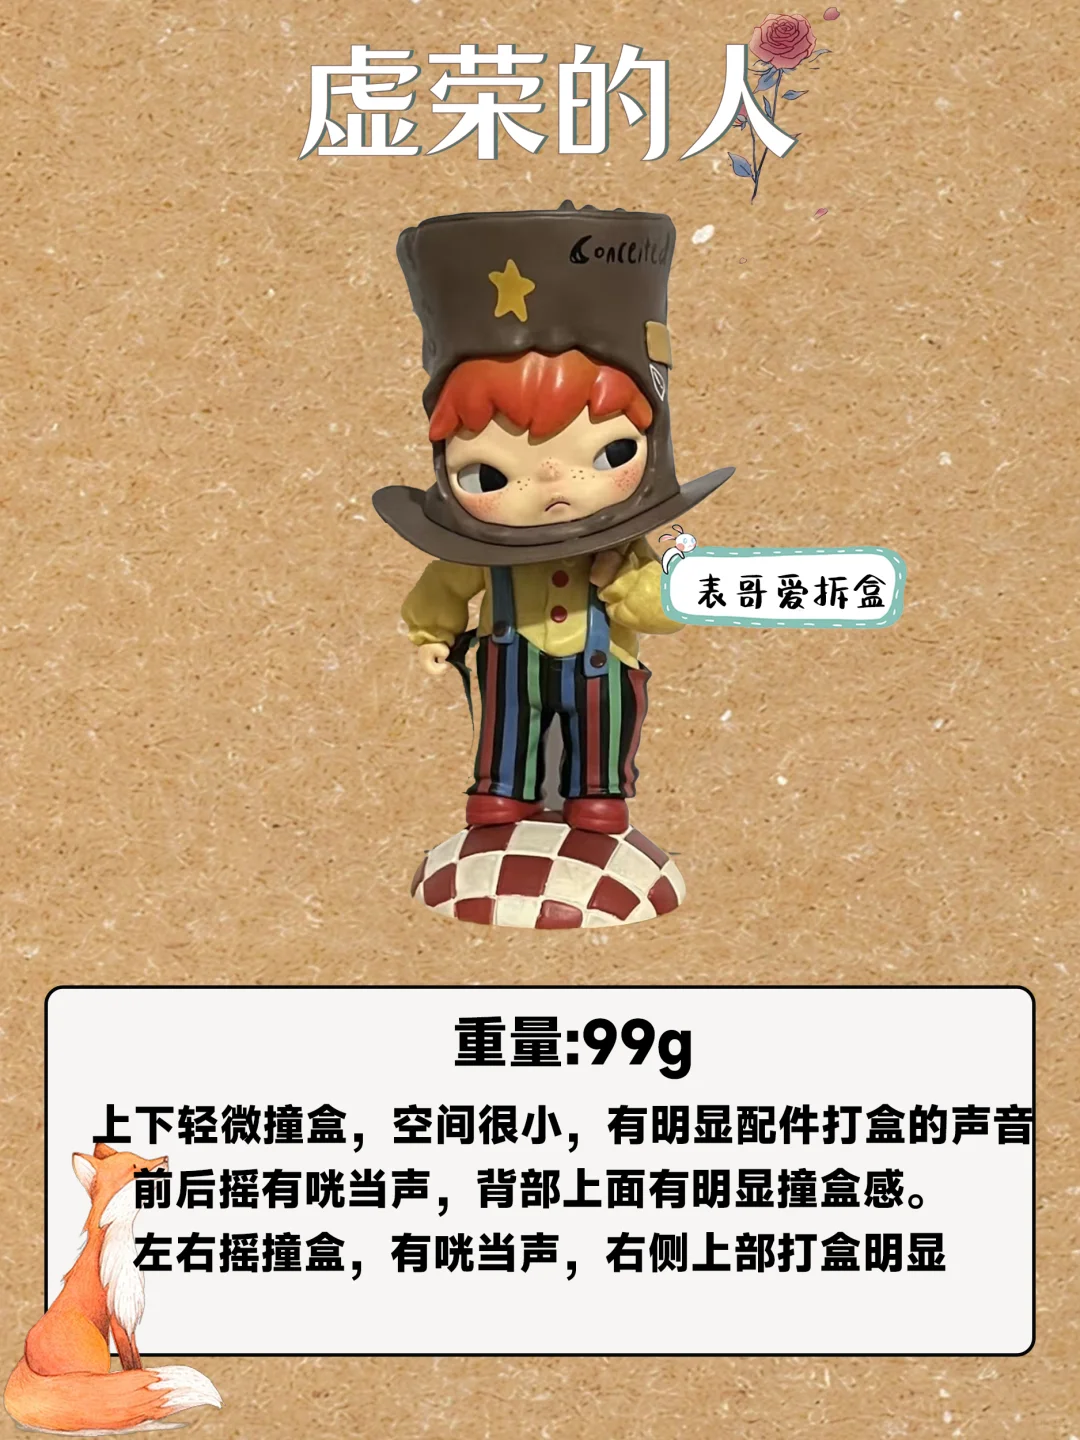 虚荣的人
Conceited
表哥爱拆盒
重量:99g
上下轻微撞盒，空间很小，有明显配件打盒的声音
前后摇有咣当声，背部上面有明显撞盒感。
左右摇撞盒，有咣当声，右侧上部打盒明显